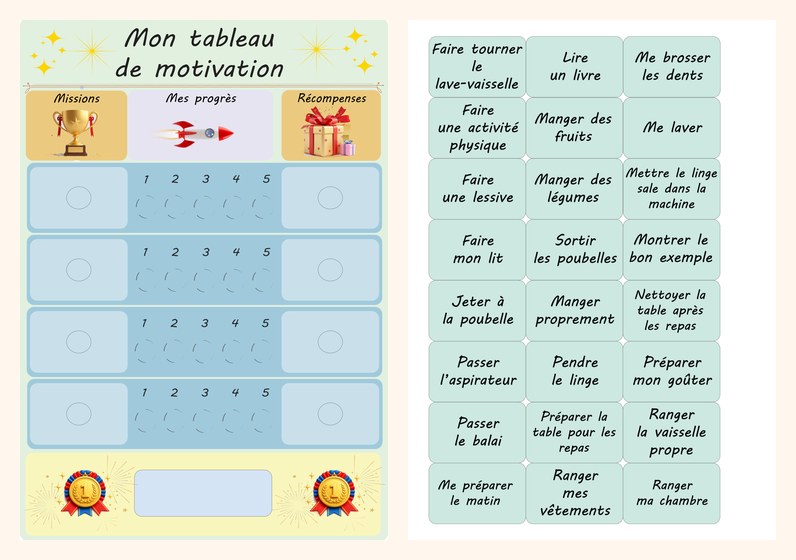 Mon tableau
de motivation
Missions
Mes progrès
Récompenses
1 2 3 4 5
1 2 3 4 5
1 2 3 4 5
1 2 3 4 5
1
1
Faire tourner
le
lave-vaisselle
Lire
un livre
Me brosser
les dents
Faire
une activité
physique
Manger des
fruits
Me laver
Faire
une lessive
Manger des
légumes
Mettre le linge
sale dans la
machine
Faire
mon lit
Sortir
les poubelles
Montrer le
bon exemple
Jeter à
la poubelle
Manger
proprement
Nettoyer la
table après
les repas
Passer
l'aspirateur
Pendre
le linge
Préparer
mon goûter
Passer
le balai
Préparer la
table pour les
repas
Ranger
la vaisselle
propre
Me préparer
le matin
Ranger
mes
vêtements
Ranger
ma chambre